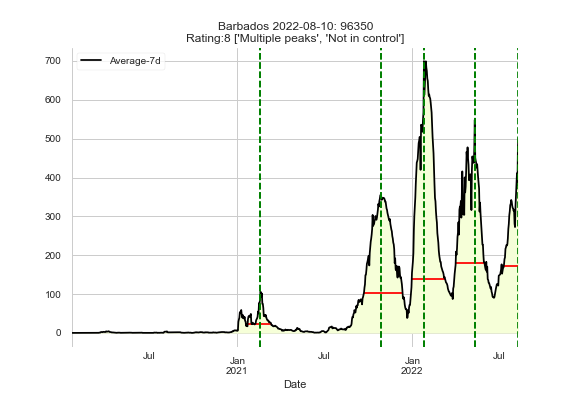 Barbados 2022-08-10: 96350
Rating:8 ['Multiple peaks', 'Not in control']
Average-7d
700
600
500
400
300
200
100
0
Jul
Jan
2021
Jul
Jan
2022
Jul
Date